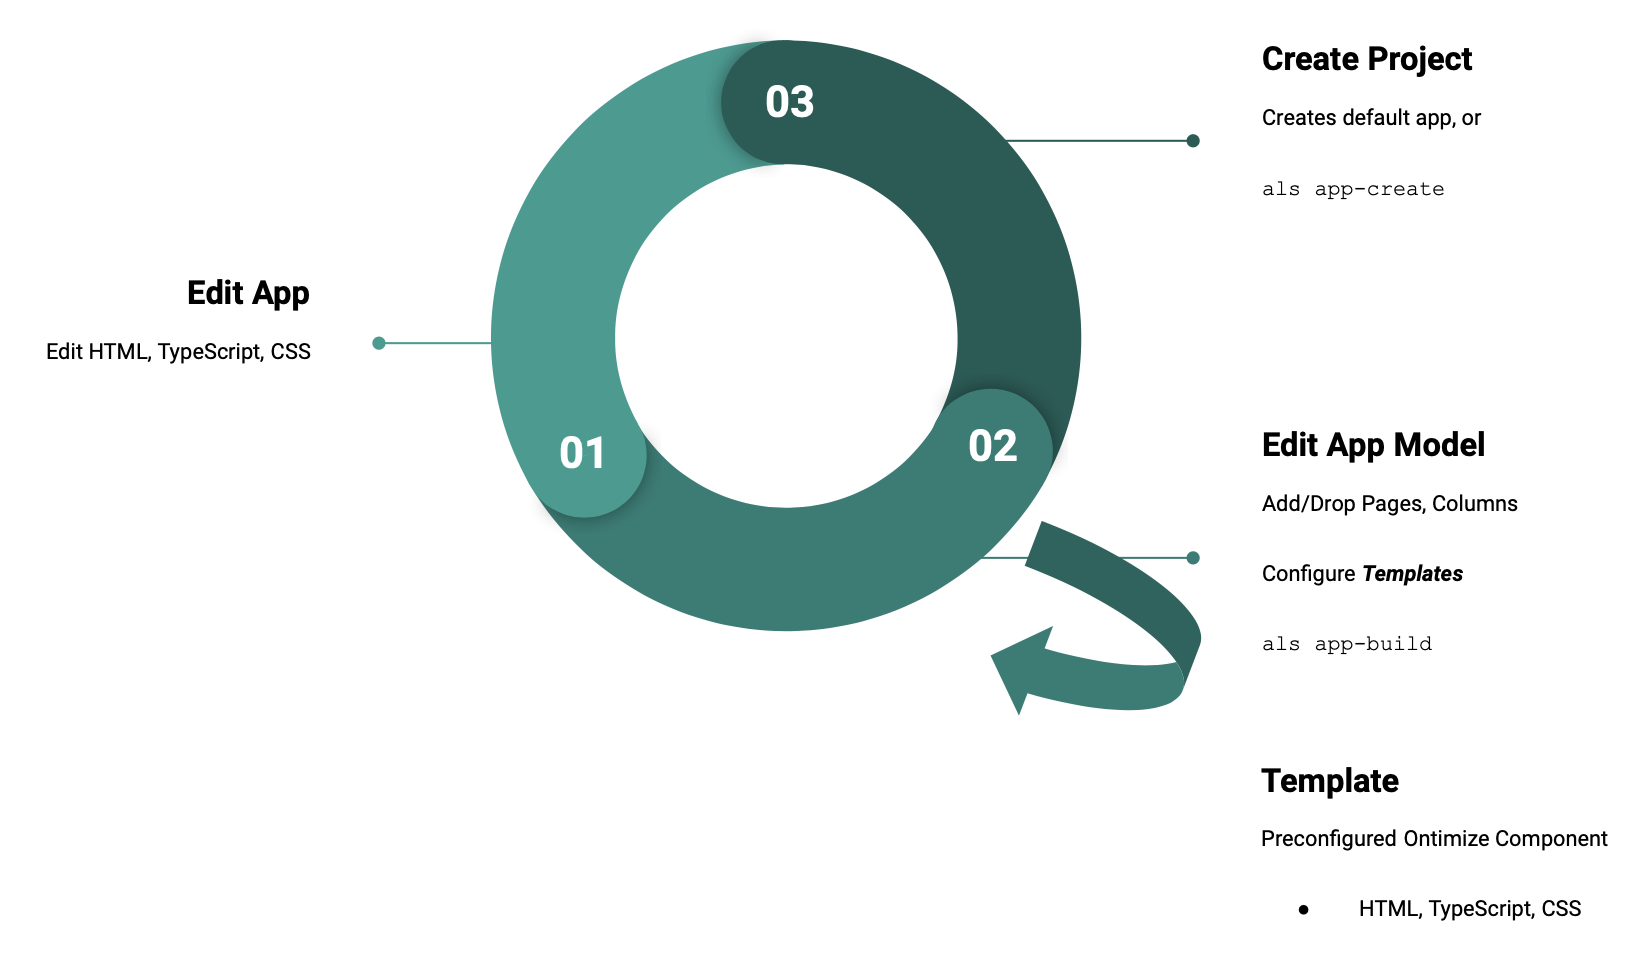 03
Create Project
Creates default app, or
als app-create
Edit App
Edit HTML, TypeScript, CSS
01
02
Edit App Model
Add/Drop Pages, Columns
Configure Templates
als app-build
Template
Preconfigured Ontimize Component
● HTML, TypeScript, CSS